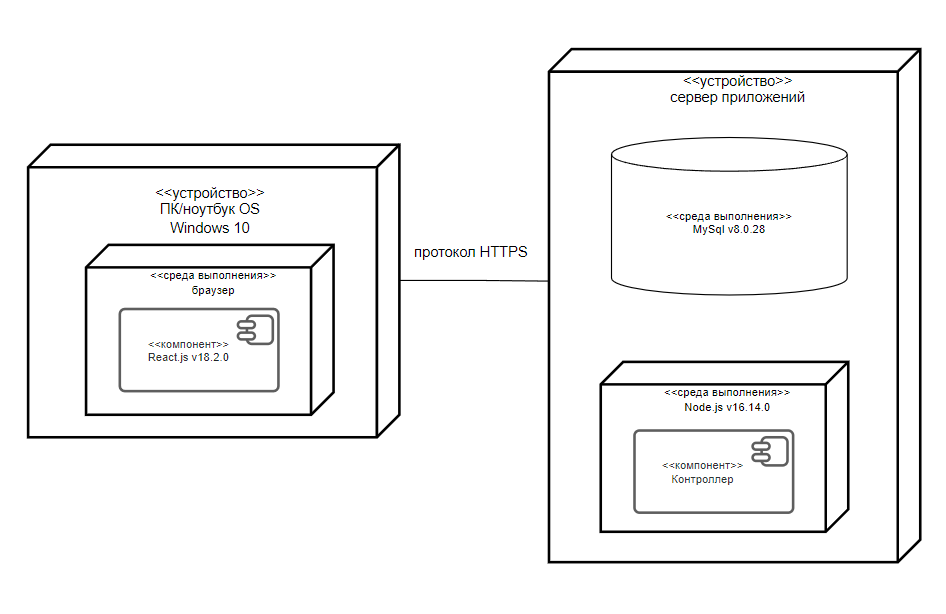 <<устройство>>
ПК/ноутбук OS
Windows 10
<<среда выполнения>>
браузер
<<компонент>>
React.js v18.2.0
протокол HTTPS
<<устройство>>
сервер приложений
<<среда выполнения>>
MySql v8.0.28
<<среда выполнения>>
Node.js v16.14.0
<<компонент>>
Контроллер